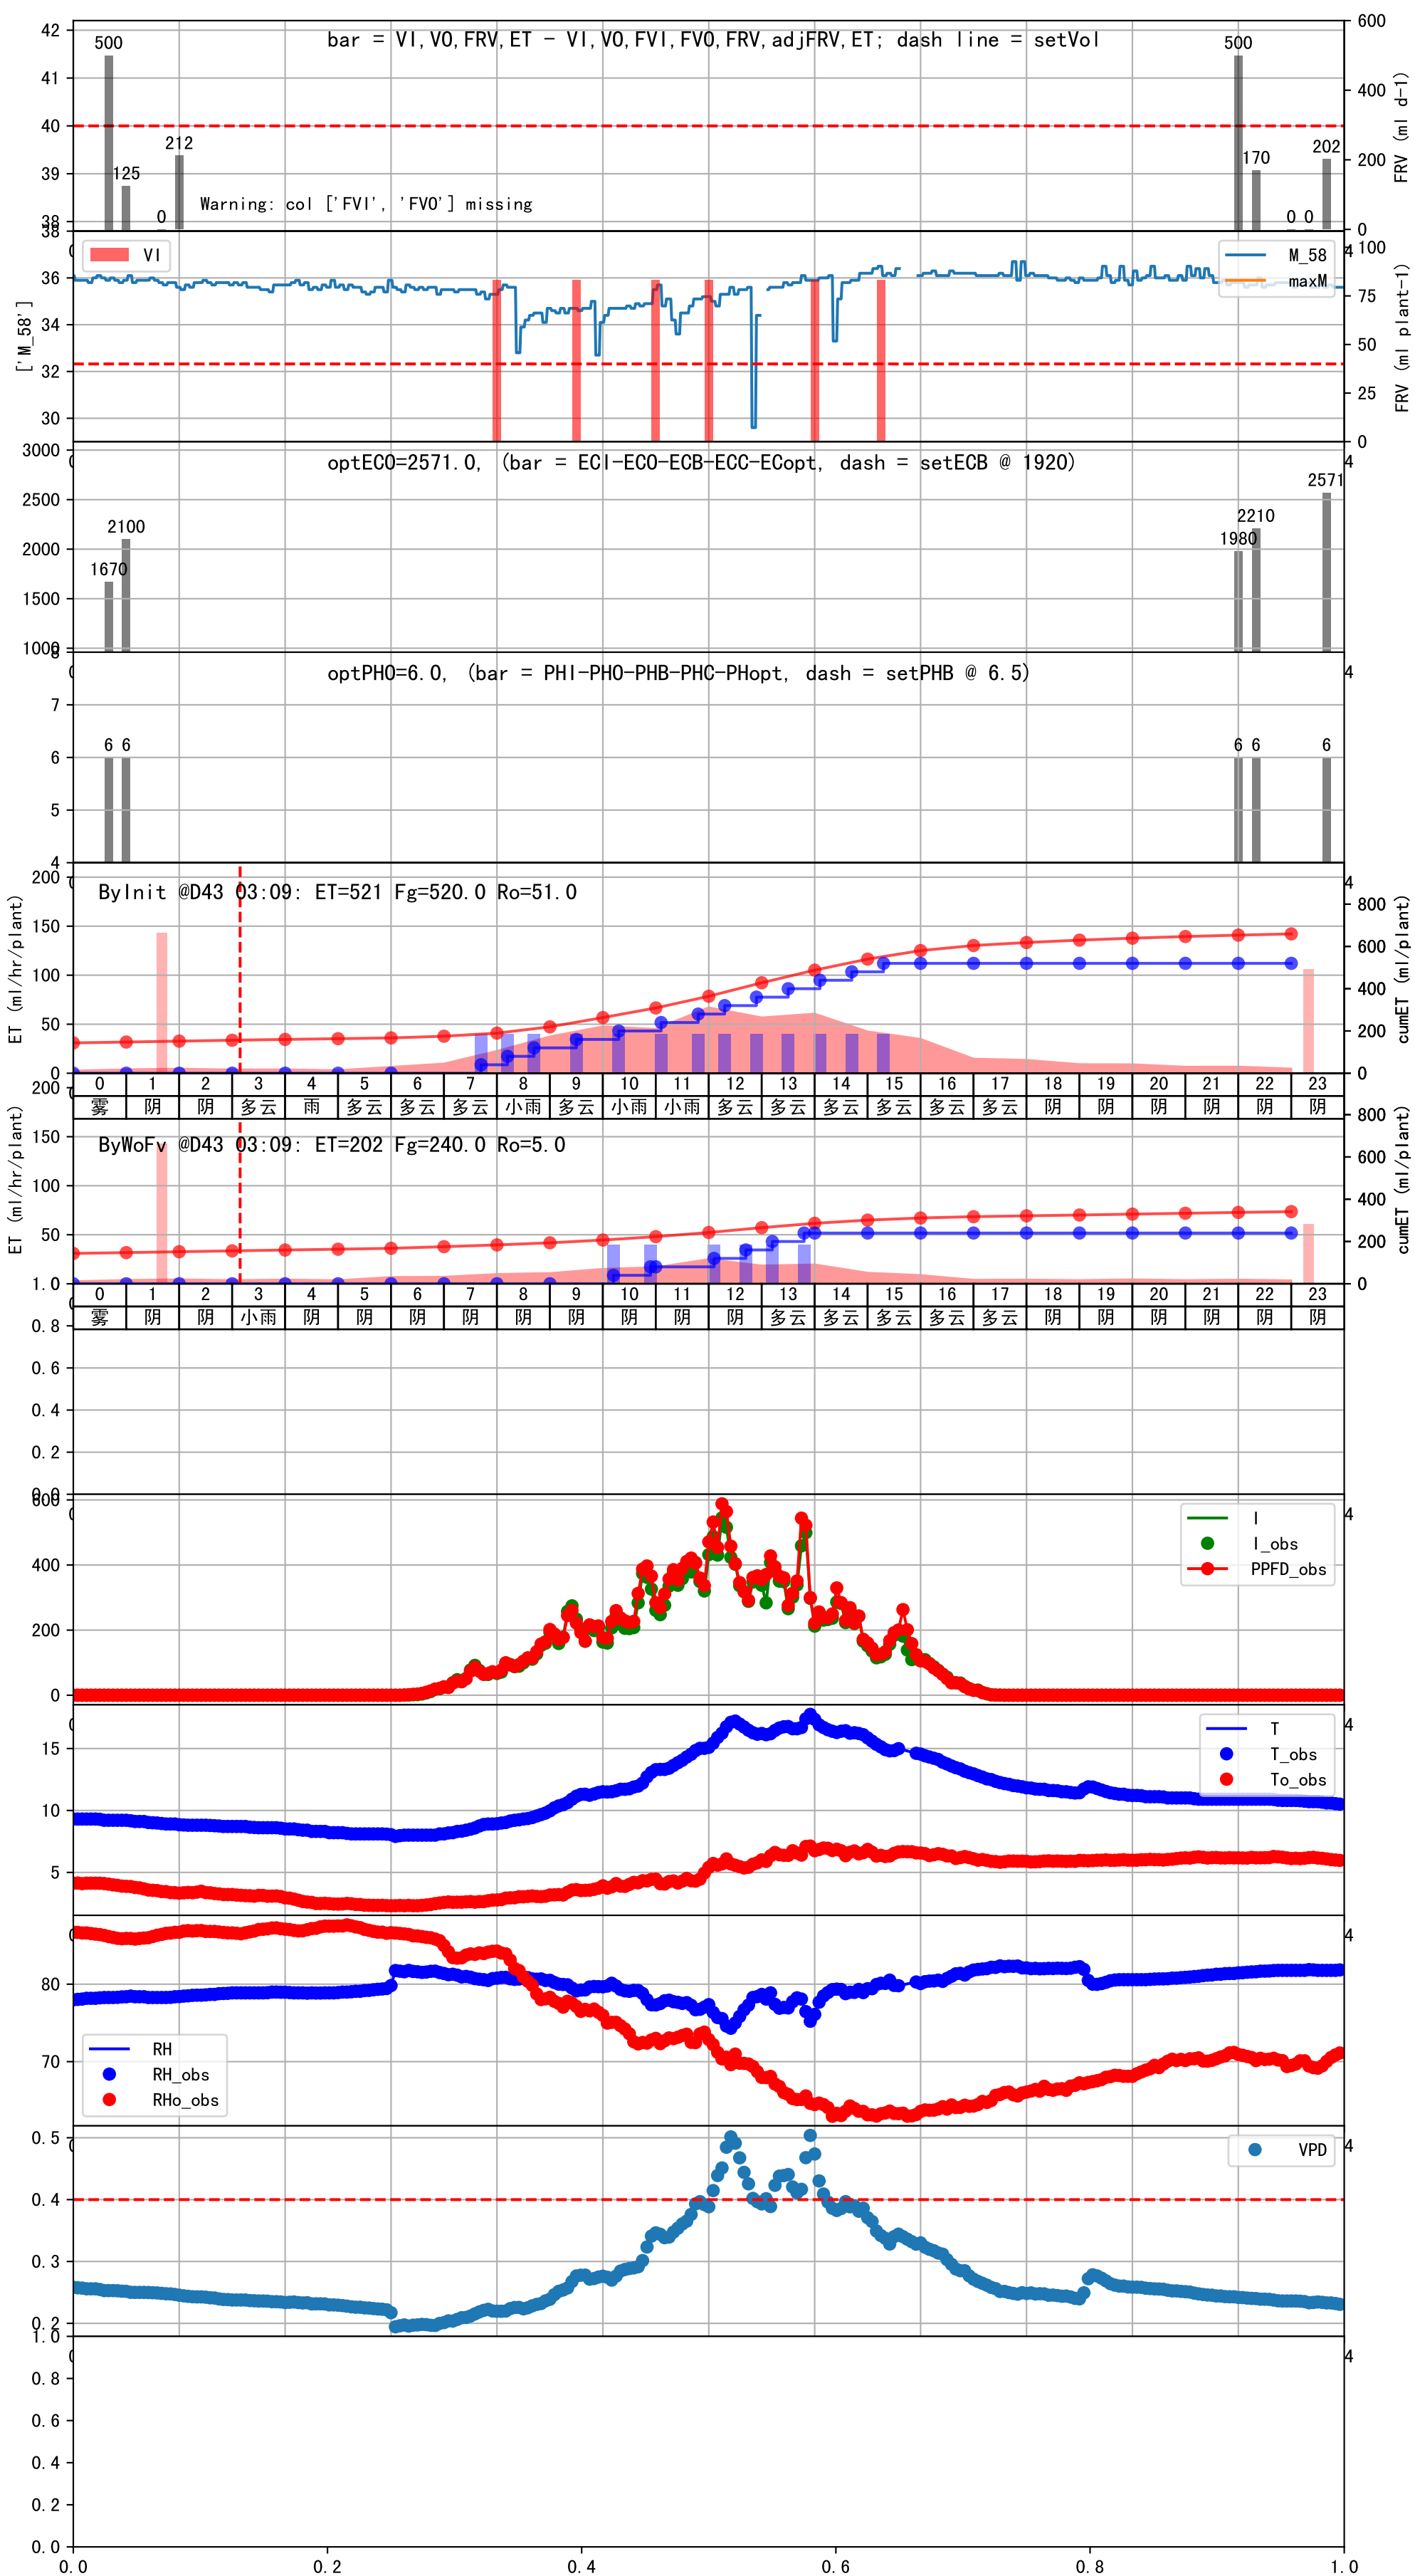 bar = VI,VO,FRV,ET - VI,VO,FVI,FVO,FRV,adjFRV,ET; dash line = setVol
500
125
0
212
500
170
0 0
202
Warning: col ['FVI', 'FVO'] missing
42
41
40
39
38
600
400
200
0
FRV (ml d-1)
VI
M_58
maxM
['M_58']
38
36
34
32
30
100
75
50
25
0
FRV (ml plant-1)
optECO=2571.0, (bar = ECI-ECO-ECB-ECC-ECopt, dash = setECB @ 1920)
3000
2500
2000
1500
1000
1670
2100
1980
2210
2571
optPHO=6.0, (bar = PHI-PHO-PHB-PHC-PHopt, dash = setPHB @ 6.5)
8
7
6
5
4
6 6
6 6
6
ByInit @D43 03:09: ET=521 Fg=520.0 Ro=51.0
ET (ml/hr/plant)
200
150
100
50
0
800
600
400
200
0
cumET (ml/plant)
0 1 2 3 4 5 6 7 8 9 10 11 12 13 14 15 16 17 18 19 20 21 22 23
雾 阴 阴 多云 雨 多云 多云 多云 小雨 多云 小雨 小雨 多云 多云 多云 多云 多云 多云 阴 阴 阴 阴 阴 阴
ByWoFv @D43 03:09: ET=202 Fg=240.0 Ro=5.0
ET (ml/hr/plant)
200
150
100
50
800
600
400
200
0
cumET (ml/plant)
0 1 2 3 4 5 6 7 8 9 10 11 12 13 14 15 16 17 18 19 20 21 22 23
雾 阴 阴 小雨 阴 阴 阴 阴 阴 阴 阴 阴 阴 多云 多云 多云 多云 多云 阴 阴 阴 阴 阴 阴
1.0
0.8
0.6
0.4
0.2
0.0
600
400
200
0
I
I_obs
PPFD_obs
15
10
5
T
T_obs
To_obs
80
70
RH
RH_obs
RHo_obs
0.5
0.4
0.3
0.2
VPD
1.0
0.8
0.6
0.4
0.2
0.0
0.0 0.2 0.4 0.6 0.8 1.0